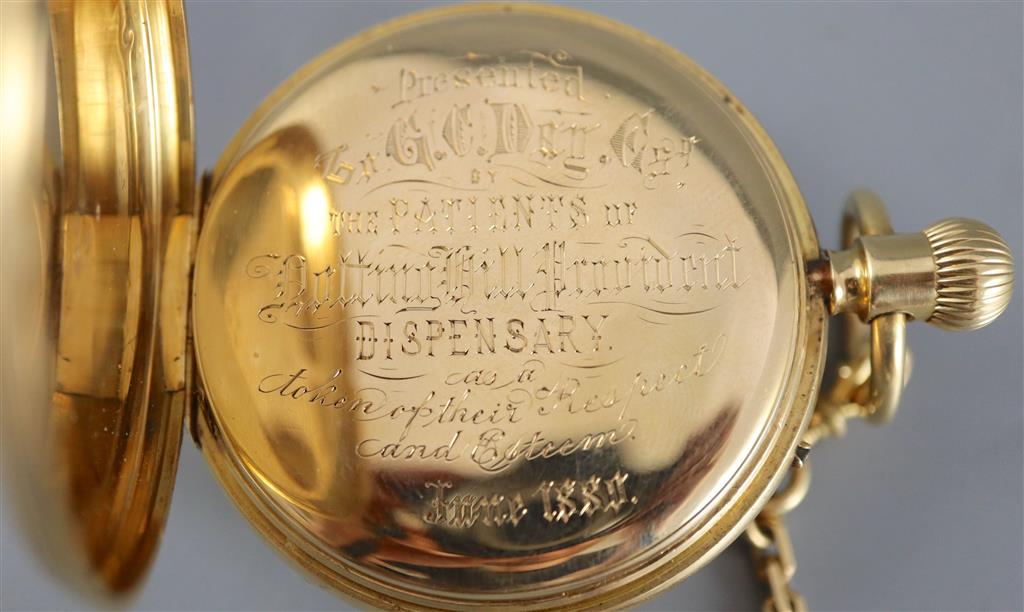 Presented
To G. C. Dey. Esq
BY
THE PATIENTS OF
Notting Hill Provident
DISPENSARY.
as a
token of their Respect
and Esteem.
June 1880.